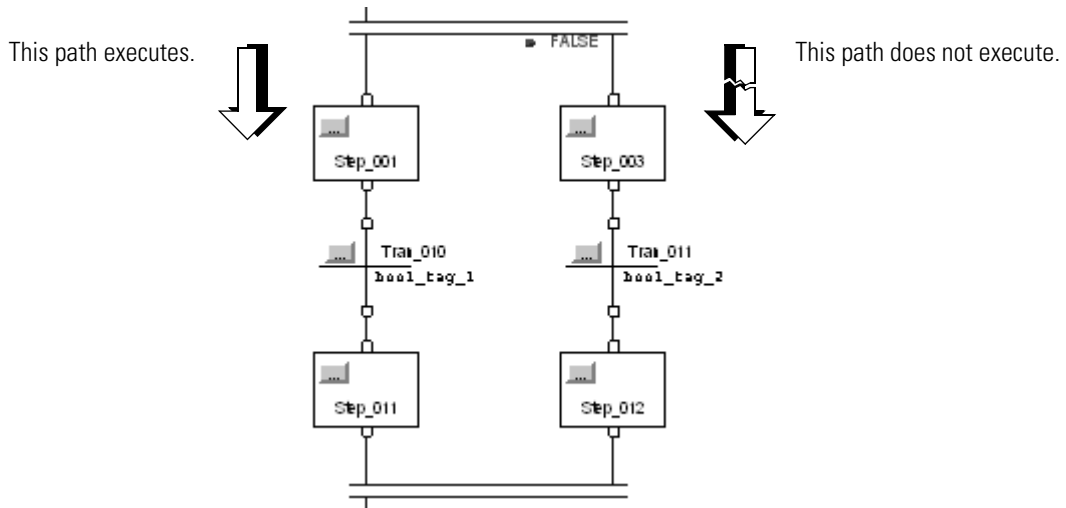 This path executes.
FALSE
This path does not execute.
...
Step_001
...
Step_003
...
Tran_010
bool_tag_1
...
Tran_011
bool_tag_2
...
Step_011
...
Step_012